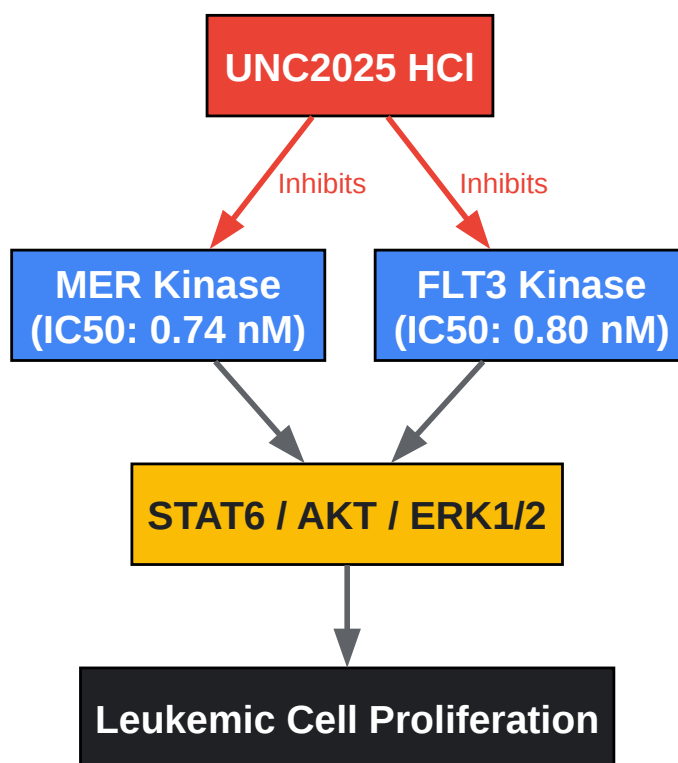 UNC2025 HCl
Inhibits
Inhibits
MER Kinase
(IC50: 0.74 nM)
FLT3 Kinase
(IC50: 0.80 nM)
STAT6 / AKT / ERK1/2
Leukemic Cell Proliferation